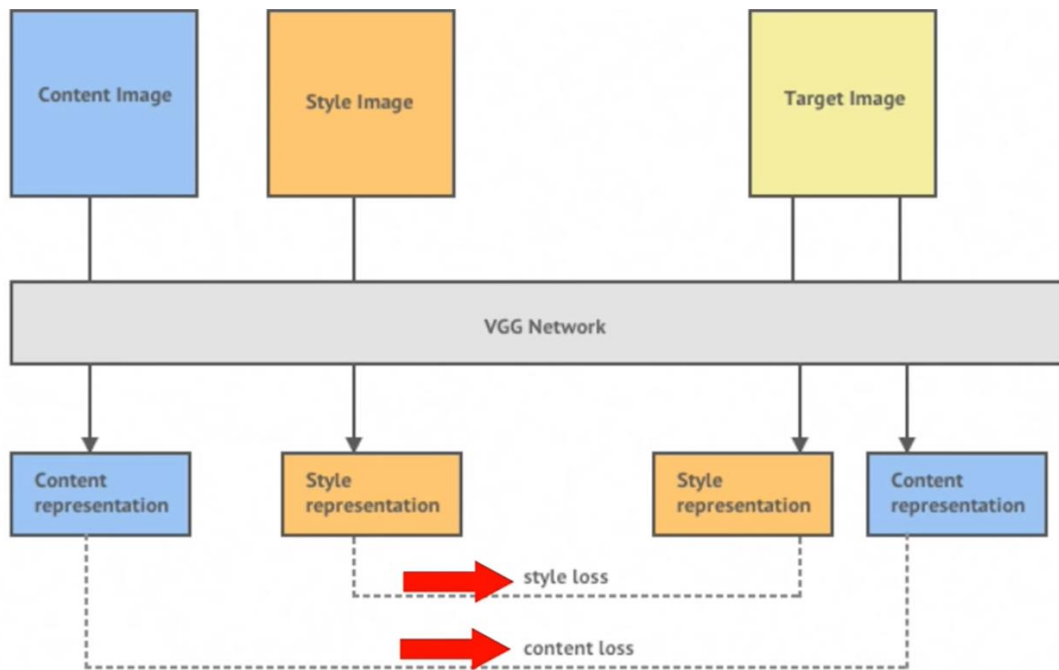 Content Image
Style Image
Target Image
VGG Network
Content
representation
Style
representation
Style
representation
Content
representation
style loss
content loss